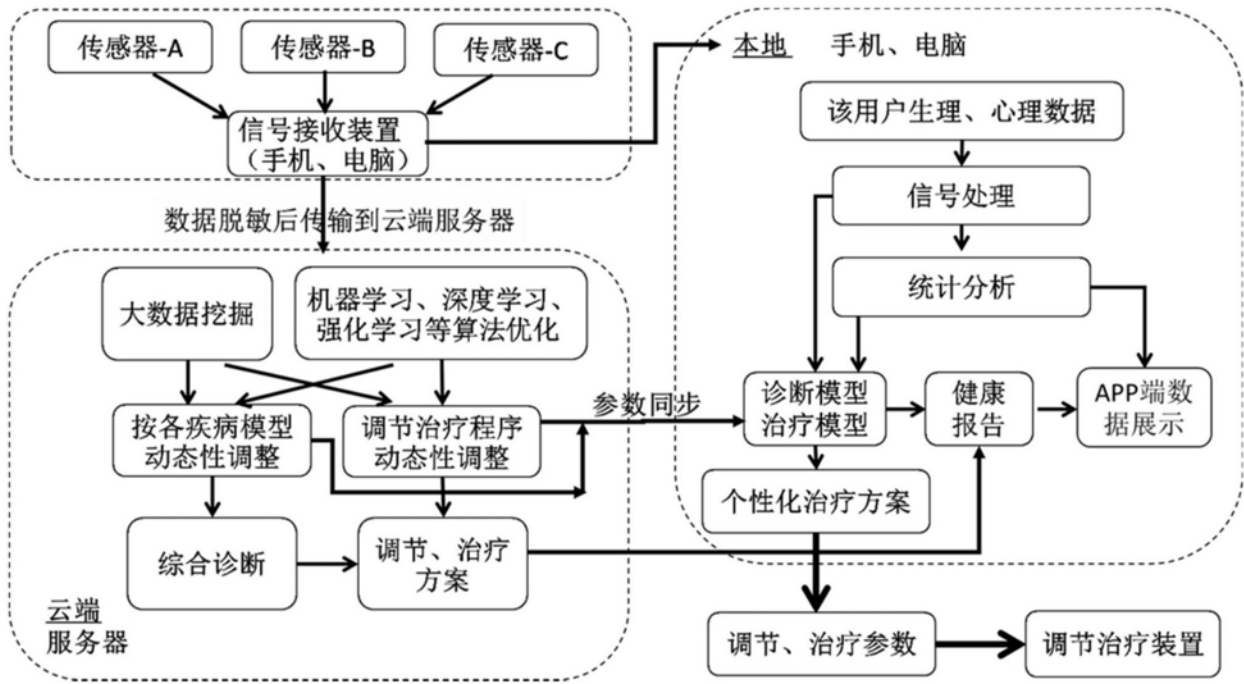 传感器-A
传感器-B
传感器-C
信号接收装置
（手机、电脑）
数据脱敏后传输到云端服务器
大数据挖掘
机器学习、深度学习、
强化学习等算法优化
按各疾病模型
动态性调整
调节治疗程序
动态性调整
综合诊断
调节、治疗
方案
云端
服务器
参数同步
本地 手机、电脑
该用户生理、心理数据
信号处理
统计分析
诊断模型
治疗模型
健康
报告
APP端数
据展示
个性化治疗方案
调节、治疗参数
调节治疗装置